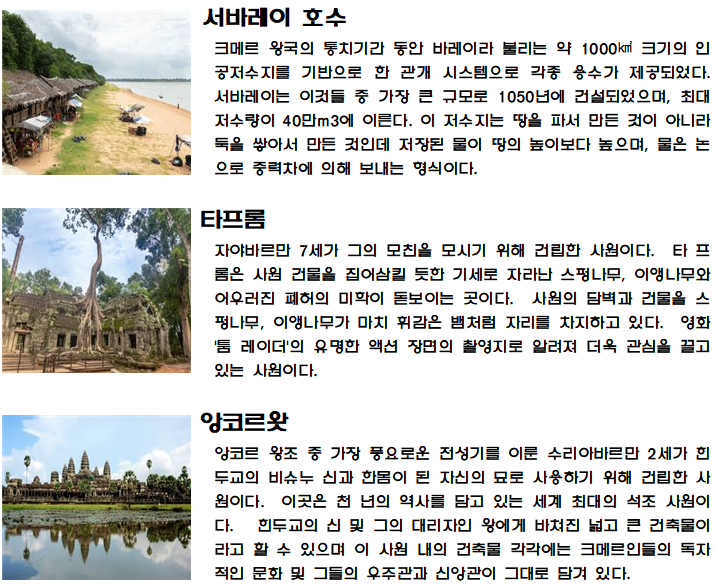 서바레이 호수
크메르 왕국의 통치기간 동안 바레이라 불리는 약 1000㎢ 크기의 인
공저수지를 기반으로 한 관개 시스템으로 각종 용수가 제공되었다.
서바레이는 이것들 중 가장 큰 규모로 1050년에 건설되었으며, 최대
저수량이 40만m3에 이른다. 이 저수지는 땅을 파서 만든 것이 아니라
둑을 쌓아서 만든 것인데 저장된 물이 땅의 높이보다 높으며, 물은 논
으로 중력차에 의해 보내는 형식이다.
타프롬
자야바르만 7세가 그의 모친을 모시기 위해 건립한 사원이다. 타 프
롬은 사원 건물을 집어삼킬 듯한 기세로 자라난 스펑나무, 이앵나무와
어우러진 폐허의 미학이 돋보이는 곳이다. 사원의 담벽과 건물을 스
펑나무, 이앵나무가 마치 휘감은 뱀처럼 자리를 차지하고 있다. 영화
'툼 레이더'의 유명한 액션 장면의 촬영지로 알려져 더욱 관심을 끌고
있는 사원이다.
앙코르왓
앙코르 왕조 중 가장 풍요로운 전성기를 이룬 수리아바르만 2세가 힌
두교의 비슈누 신과 한몸이 된 자신의 묘로 사용하기 위해 건립한 사
원이다. 이곳은 천 년의 역사를 담고 있는 세계 최대의 석조 사원이
다. 힌두교의 신 및 그의 대리자인 왕에게 바쳐진 넓고 큰 건축물이
라고 할 수 있으며 이 사원 내의 건축물 각각에는 크메르인들의 독자
적인 문화 및 그들의 우주관과 신앙관이 그대로 담겨 있다.